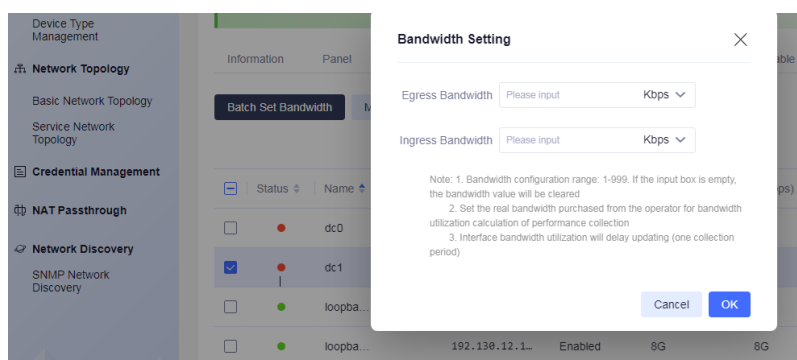 Device Type
Management
Network Topology
Basic Network Topology
Service Network
Topology
Credential Management
NAT Passthrough
Network Discovery
SNMP Network
Discovery
Information Panel
Batch Set Bandwidth
Status Name
dc0
dc1
loopba...
loopba... 192.130.12.1... Enabled 8G 8G
Bandwidth Setting
Egress Bandwidth Please input Kbps
Ingress Bandwidth Please input Kbps
Note: 1. Bandwidth configuration range: 1-999. If the input box is empty,
the bandwidth value will be cleared
2. Set the real bandwidth purchased from the operator for bandwidth
utilization calculation of performance collection
3. Interface bandwidth utilization will delay updating (one collection
period)
Cancel OK